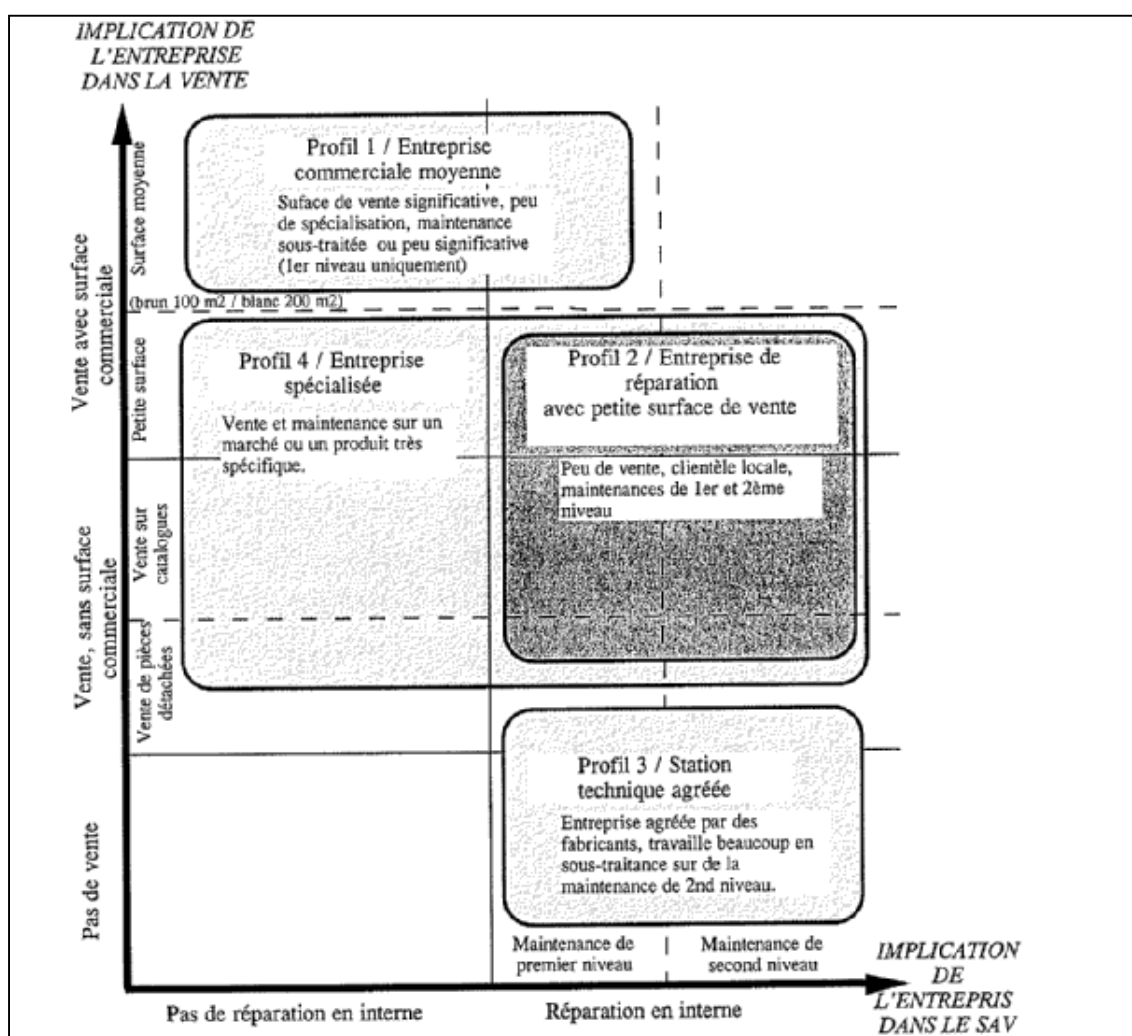 IMPLICATION DE
L'ENTREPRISE
DANS LA VENTE
Vente avec surface
commerciale
Surface moyenne
Profil 1 / Entreprise
commerciale moyenne
Suface de vente significative, peu
de spécialisation, maintenance
sous-traitée ou peu significative
(1er niveau uniquement)
(brun 100 m2 / blanc 200 m2)
Petite surface
Profil 4 / Entreprise
spécialisée
Vente et maintenance sur un
marché ou un produit très
spécifique.
Profil 2 / Entreprise de
réparation
avec petite surface de vente
Peu de vente, clientèle locale,
maintenances de 1er et 2ème
niveau
Vente, sans surface
commerciale
Vente sur
catalogues
Vente de pièces
détachées
Pas de vente
Profil 3 / Station
technique agréée
Entreprise agréée par des
fabricants, travaille beaucoup en
sous-traitance sur de la
maintenance de 2nd niveau.
Maintenance de
premier niveau
Maintenance de
second niveau
Pas de réparation en interne
Réparation en interne
IMPLICATION
DE
L'ENTREPRIS
DANS LE SAV